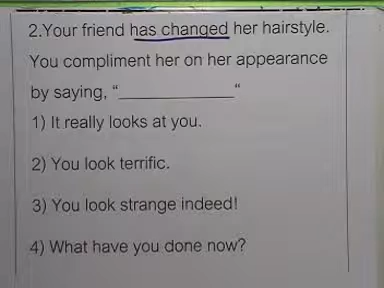 2.Your friend has changed her hairstyle.
You compliment her on her appearance
by saying, “______________“
1) It really looks at you.
2) You look terrific.
3) You look strange indeed!
4) What have you done now?